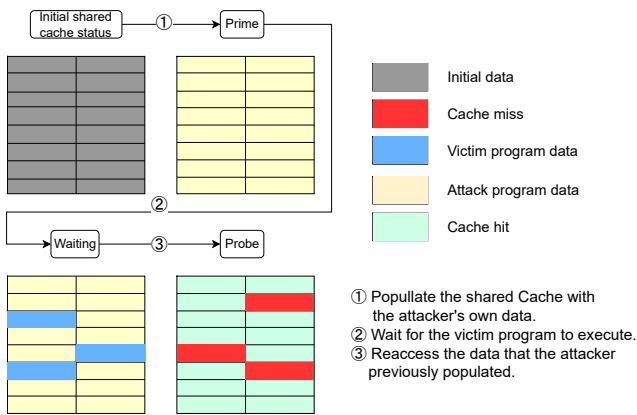 Initial shared
cache status
①
Prime
Initial data
Cache miss
Victim program data
Attack program data
Cache hit
②
Waiting
③
Probe
① Popullate the shared Cache with
the attacker's own data.
② Wait for the victim program to execute.
③ Reaccess the data that the attacker
previously populated.